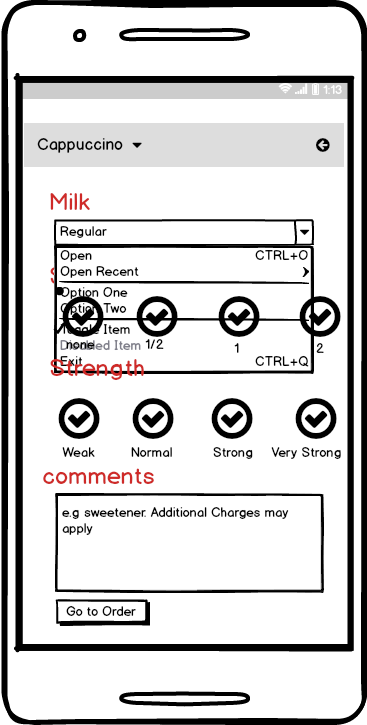 1:13
Cappuccino
Milk
Regular
Open CTRL+O
Open Recent
Option One
Option Two
Toggle Item
none 1/2 1 2
Disabled Item
Exit CTRL+Q
Strength
Weak Normal Strong Very Strong
comments
e.g sweetener. Additional Charges may
apply
Go to Order